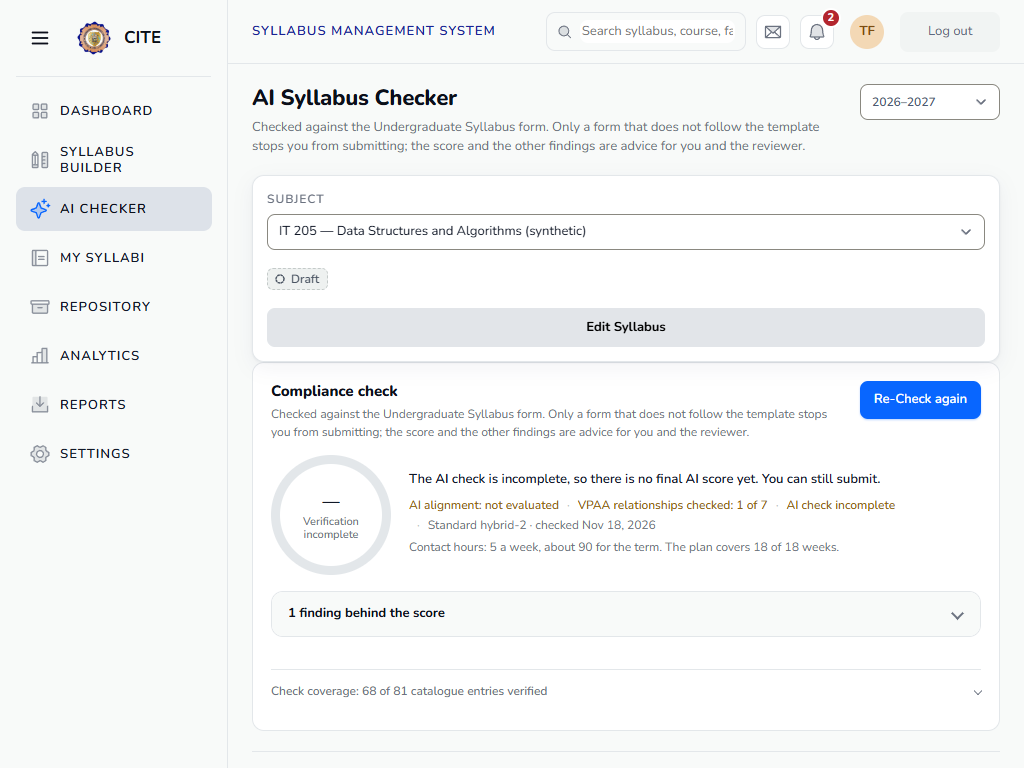 CITE
SYLLABUS MANAGEMENT SYSTEM
Search syllabus, course, fa
2
TF
Log out
DASHBOARD
SYLLABUS
BUILDER
AI CHECKER
MY SYLLABI
REPOSITORY
ANALYTICS
REPORTS
SETTINGS
AI Syllabus Checker
2026–2027
Checked against the Undergraduate Syllabus form. Only a form that does not follow the template
stops you from submitting; the score and the other findings are advice for you and the reviewer.
SUBJECT
IT 205 — Data Structures and Algorithms (synthetic)
Draft
Edit Syllabus
Compliance check
Re-Check again
Checked against the Undergraduate Syllabus form. Only a form that does not follow the template stops
you from submitting; the score and the other findings are advice for you and the reviewer.
—
Verification
incomplete
The AI check is incomplete, so there is no final AI score yet. You can still submit.
AI alignment: not evaluated · VPAA relationships checked: 1 of 7 · AI check incomplete
· Standard hybrid-2 · checked Nov 18, 2026
Contact hours: 5 a week, about 90 for the term. The plan covers 18 of 18 weeks.
1 finding behind the score
Check coverage: 68 of 81 catalogue entries verified